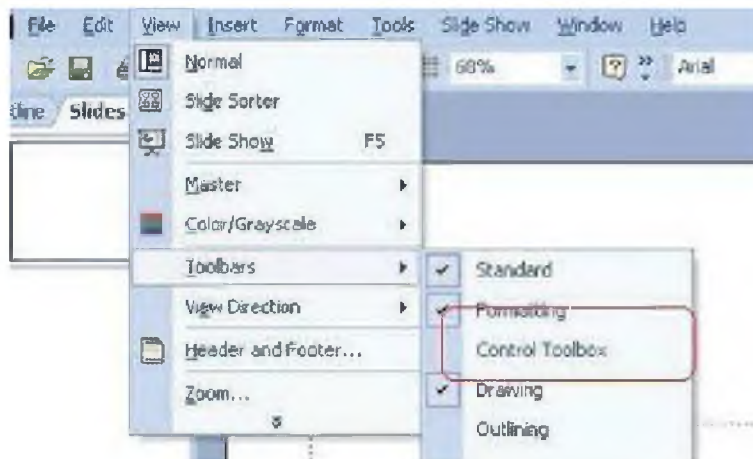 File Edit View Insert Format Tools Slide Show Window Help
Normal 68% Arial
Slide Sorter
Slides
Slide Show F5
Master
Color/Grayscale
Toolbars Standard
View Direction Formatting
Header and Footer... Control Toolbox
Zoom... Drawing
Outlining